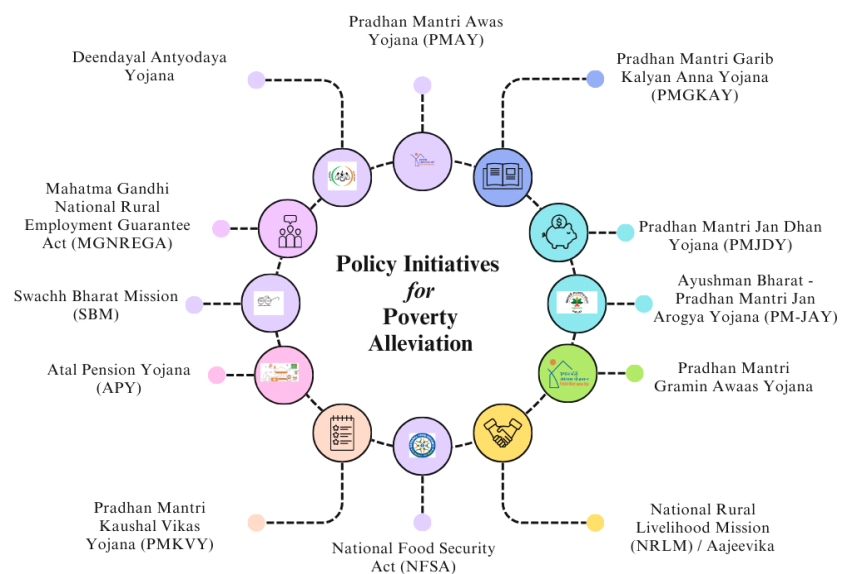 Pradhan Mantri Awas
Yojana (PMAY)
Deendayal Antyodaya
Yojana
Pradhan Mantri Garib
Kalyan Anna Yojana
(PMGKAY)
Mahatma Gandhi
National Rural
Employment Guarantee
Act (MGNREGA)
Pradhan Mantri Jan Dhan
Yojana (PMJDY)
Policy Initiatives
for
Poverty
Alleviation
Swachh Bharat Mission
(SBM)
Ayushman Bharat -
Pradhan Mantri Jan
Arogya Yojana (PM-JAY)
Atal Pension Yojana
(APY)
Pradhan Mantri
Gramin Awaas Yojana
Pradhan Mantri
Kaushal Vikas
Yojana (PMKVY)
National Food Security
Act (NFSA)
National Rural
Livelihood Mission
(NRLM) / Aajeevika